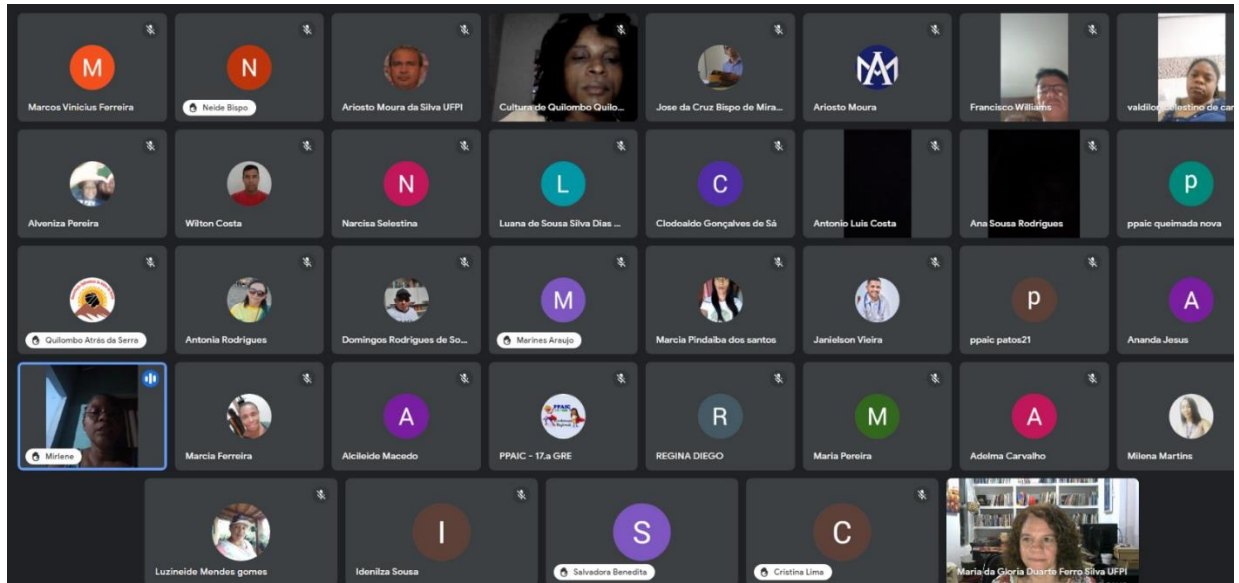 M
Marcos Vinicius Ferreira
N
Neide Bispo
Ariosto Moura da Silva UFPI
Cultura de Quilombo Quilo...
Jose da Cruz Bispo de Mira...
Ariosto Moura
Francisco Williams
Alveniza Pereira
Wilton Costa
N
Narcisa Selestina
L
Luana de Sousa Silva Dias ...
C
Clodoaldo Gonçalves de Sá
Antonio Luis Costa
Ana Sousa Rodrigues
p
ppaic queimada nova
Quilombo Atrás da Serra
Antonia Rodrigues
Domingos Rodrigues de So...
M
Marines Araujo
Marcia Pindaiba dos santos
Janielson Vieira
p
ppaic patos21
A
Ananda Jesus
Mirlene
Marcia Ferreira
A
Alcileide Macedo
PPAIC
PPAIC - 17.a GRE
R
REGINA DIEGO
M
Maria Pereira
A
Adelma Carvalho
Milena Martins
Luzineide Mendes gomes
I
Idenilza Sousa
S
Salvadora Benedita
C
Cristina Lima
Maria da Gloria Duarte Ferro Silva UFPI